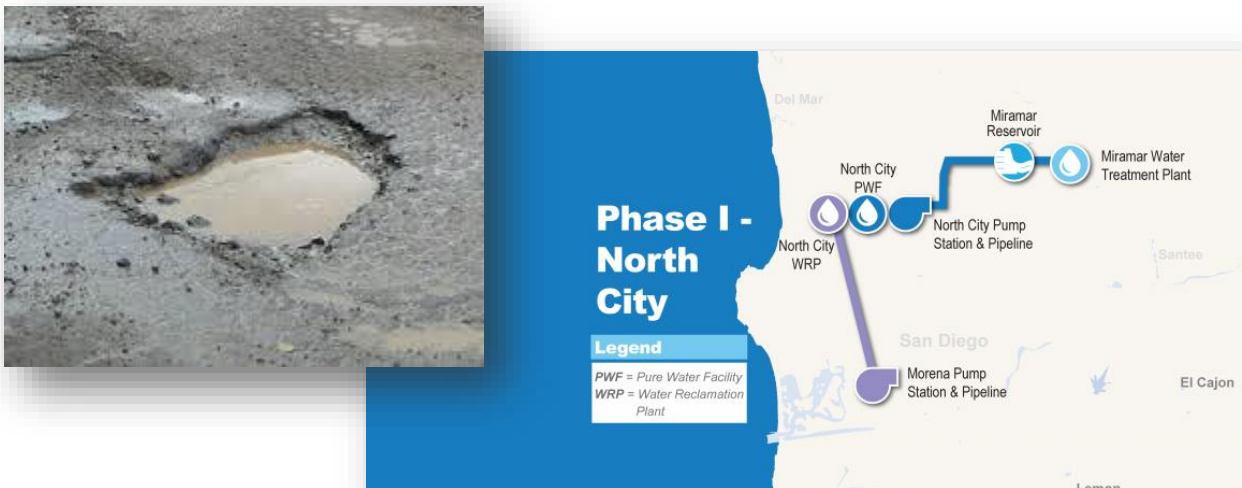 Del Mar
Miramar
Reservoir
Miramar Water
Treatment Plant
North City
PWF
North City Pump
Station & Pipeline
North City
WRP
Phase I -
North
City
Santee
Legend
PWF = Pure Water Facility
WRP = Water Reclamation
Plant
San Diego
Morena Pump
Station & Pipeline
El Cajon